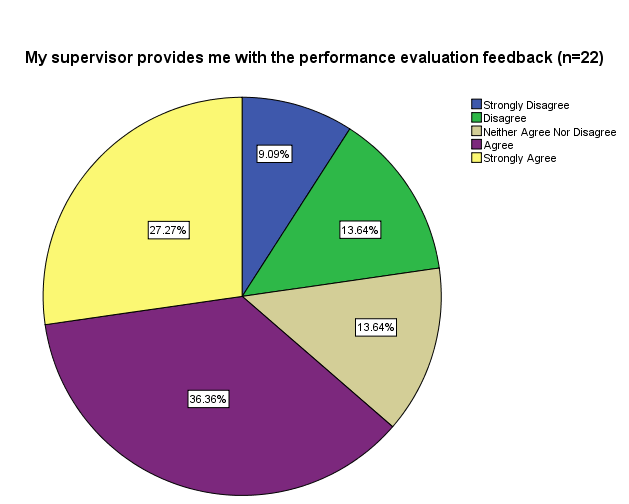 My supervisor provides me with the performance evaluation feedback (n=22)
Strongly Disagree
Disagree
Neither Agree Nor Disagree
Agree
Strongly Agree
9.09%
13.64%
27.27%
13.64%
36.36%